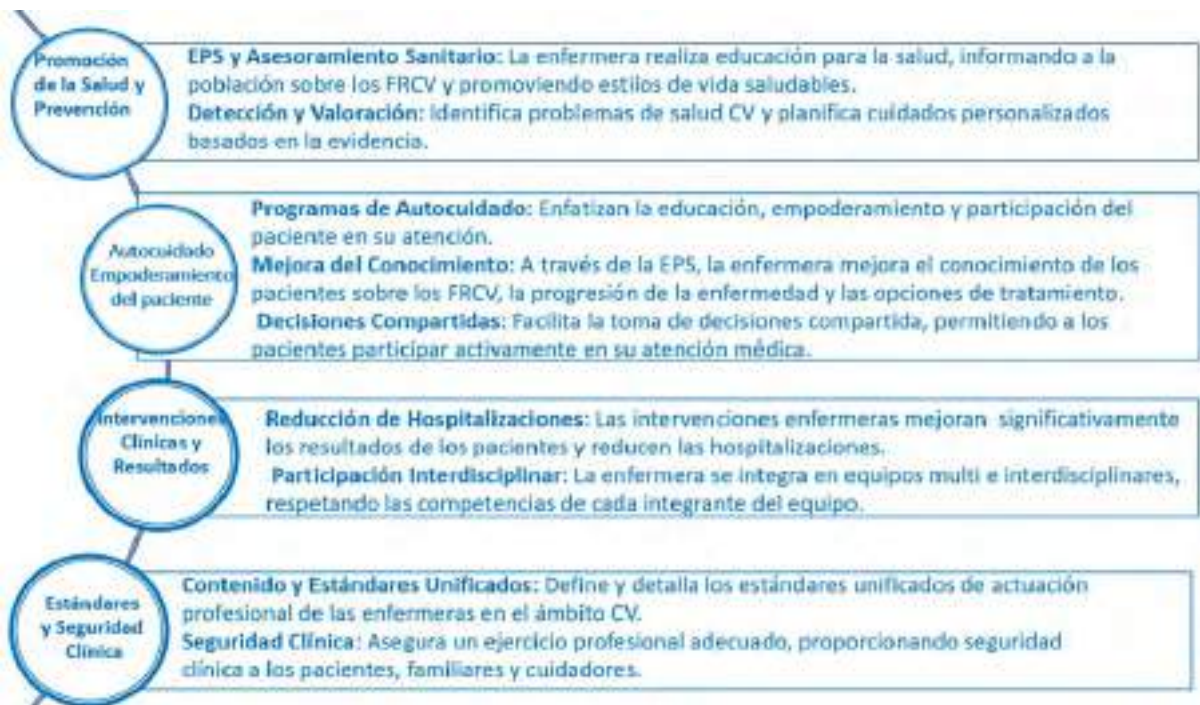 Promoción
de la Salud y
Prevención
EPS y Asesoramiento Sanitario: La enfermera realiza educación para la salud, informando a la
población sobre los FRCV y promoviendo estilos de vida saludables.
Detección y Valoración: Identifica problemas de salud CV y planifica cuidados personalizados
basados en la evidencia.
Autocuidado
Empoderamiento
del paciente
Programas de Autocuidado: Enfatizan la educación, empoderamiento y participación del
paciente en su atención.
Mejora del Conocimiento: A través de la EPS, la enfermera mejora el conocimiento de los
pacientes sobre los FRCV, la progresión de la enfermedad y las opciones de tratamiento.
Decisiones Compartidas: Facilita la toma de decisiones compartida, permitiendo a los
pacientes participar activamente en su atención médica.
Intervenciones
Clínicas y
Resultados
Reducción de Hospitalizaciones: Las intervenciones enfermeras mejoran significativamente
los resultados de los pacientes y reducen las hospitalizaciones.
Participación Interdisciplinar: La enfermera se integra en equipos multi e interdisciplinares,
respetando las competencias de cada integrante del equipo.
Estándares
y Seguridad
Clínica
Contenido y Estándares Unificados: Define y detalla los estándares unificados de actuación
profesional de las enfermeras en el ámbito CV.
Seguridad Clínica: Asegura un ejercicio profesional adecuado, proporcionando seguridad
clínica a los pacientes, familiares y cuidadores.